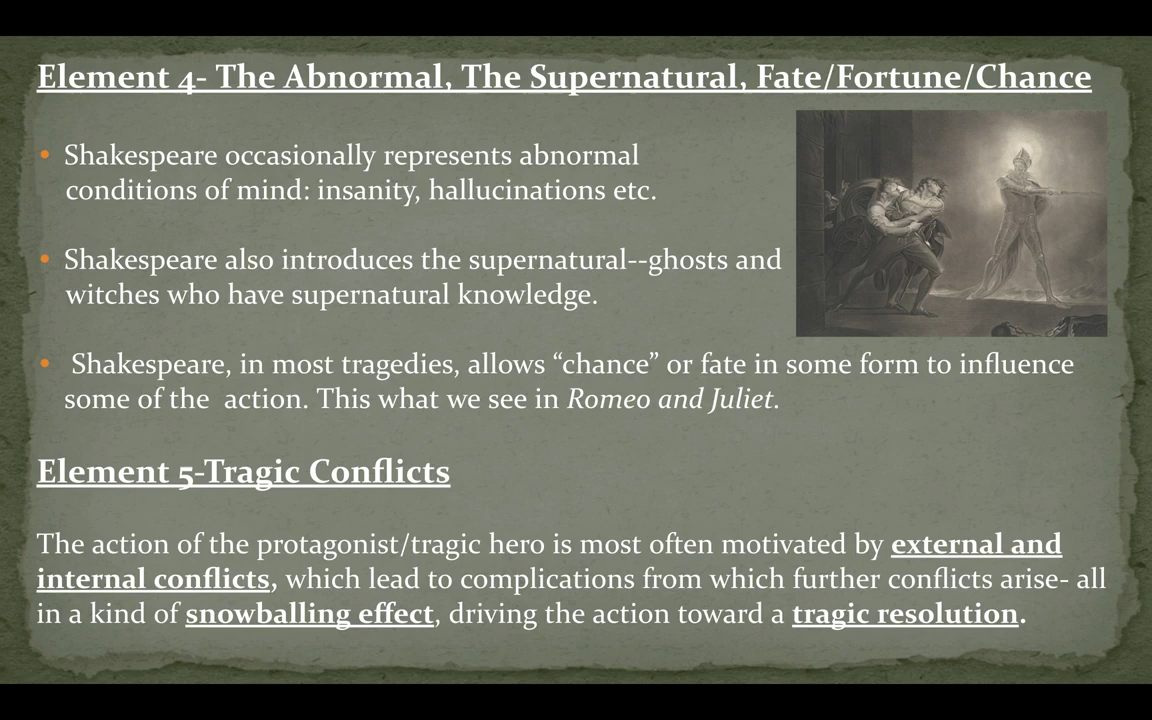 Element 4- The Abnormal, The Supernatural, Fate/Fortune/Chance
• Shakespeare occasionally represents abnormal
conditions of mind: insanity, hallucinations etc.
• Shakespeare also introduces the supernatural--ghosts and
witches who have supernatural knowledge.
• Shakespeare, in most tragedies, allows “chance” or fate in some form to influence
some of the action. This what we see in Romeo and Juliet.
Element 5-Tragic Conflicts
The action of the protagonist/tragic hero is most often motivated by external and
internal conflicts, which lead to complications from which further conflicts arise- all
in a kind of snowballing effect, driving the action toward a tragic resolution.